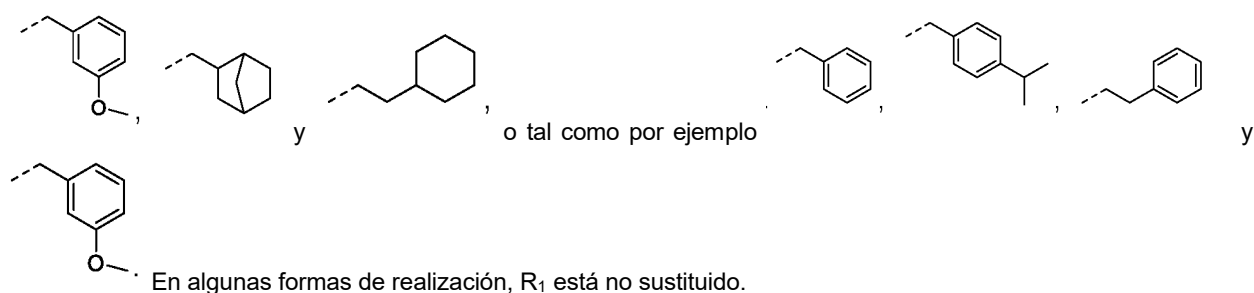 , y , o tal como por ejemplo , , y
O
O . En algunas formas de realización, R₁ está no sustituido.